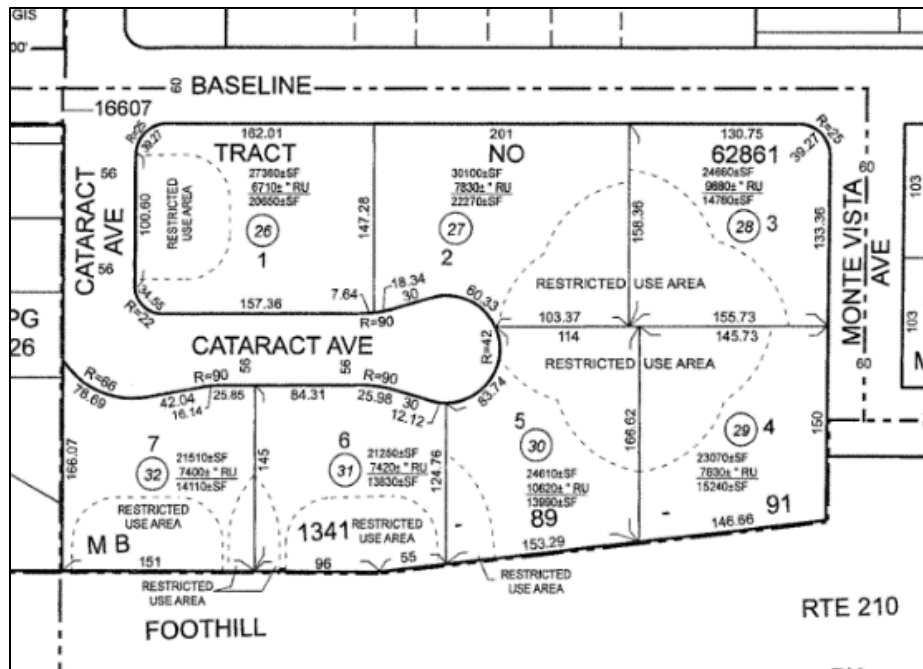 GIS
00'
60
BASELINE
16607
R=25
39.27
162.01
201
130.75
R=25
39.27
TRACT
NO
62861
56
CATARACT
AVE
56
100.60
RESTRICTED
USE AREA
27360±SF
6710± " RU
20650±SF
26
1
147.28
30100±SF
7830± " RU
22270±SF
27
2
158.36
24660±SF
9880± " RU
14780±SF
28
3
133.36
60
MONTE VISTA
AVE
60
103
103
34.55
R=22
157.36
7.64
18.34
30
R=90
60.33
RESTRICTED USE AREA
103.37
155.73
114
145.73
RESTRICTED USE AREA
PG
26
CATARACT AVE
R=42
R=66
78.69
R=90
42.04
16.14
25.85
56
84.31
56
R=90
25.98
30
12.12
83.74
166.07
7
32
21510±SF
7400± " RU
14110±SF
145
6
31
21250±SF
7420± " RU
13830±SF
124.76
5
30
24610±SF
10620± " RU
13990±SF
89
166.62
29
4
23070±SF
7830± " RU
15240±SF
91
150
M
RESTRICTED
USE AREA
M B
151
1341
RESTRICTED
USE AREA
96
55
153.29
146.66
RESTRICTED
USE AREA
RESTRICTED
USE AREA
FOOTHILL
RTE 210